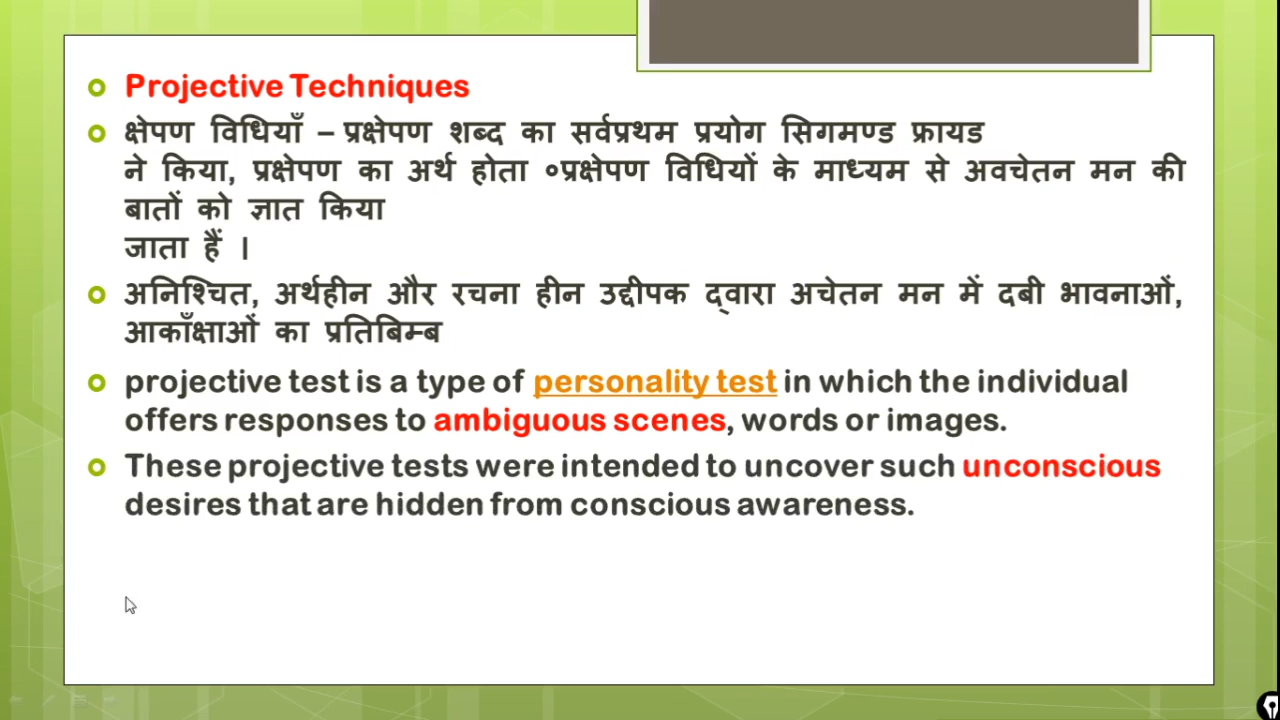 Projective Techniques
क्षेपण विधियाँ – प्रक्षेपण शब्द का सर्वप्रथम प्रयोग सिगमण्ड फ्रायड
ने किया, प्रक्षेपण का अर्थ होता ०प्रक्षेपण विधियों के माध्यम से अवचेतन मन की
बातों को ज्ञात किया
जाता हैं ।
अनिश्चित, अर्थहीन और रचना हीन उद्दीपक द्वारा अचेतन मन में दबी भावनाओं,
आकाँक्षाओं का प्रतिबिम्ब
projective test is a type of personality test in which the individual
offers responses to ambiguous scenes, words or images.
These projective tests were intended to uncover such unconscious
desires that are hidden from conscious awareness.